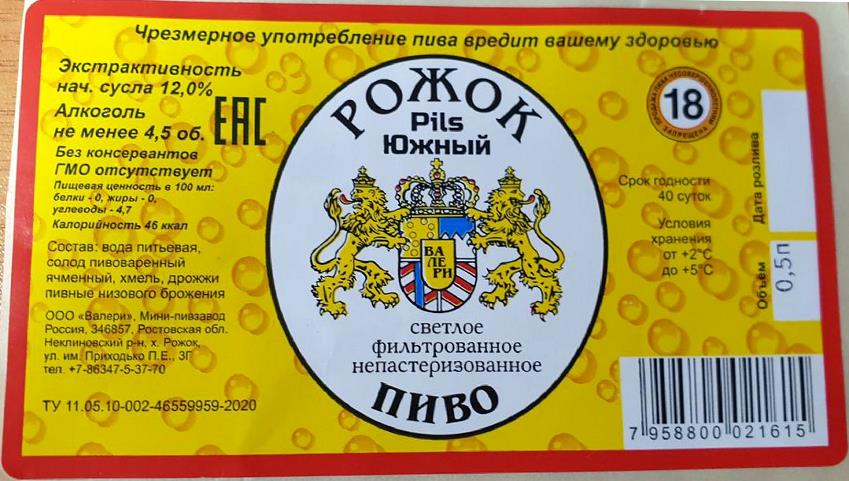 Чрезмерное употребление пива вредит вашему здоровью
Экстрактивность
нач. сусла 12,0%
Алкоголь
не менее 4,5 об.
ЕАС
Без консервантов
ГМО отсутствует
Пищевая ценность в 100 мл:
белки - 0, жиры - 0,
углеводы - 4,7
Калорийность 46 ккал
Состав: вода питьевая,
солод пивоваренный
ячменный, хмель, дрожжи
пивные низового брожения
ООО «Валери», Мини-пивзавод
Россия, 346857, Ростовская обл.
Неклиновский р-н, х. Рожок,
ул. им. Приходько П.Е., 3Г
тел. +7-86347-5-37-70
ТУ 11.05.10-002-46559959-2020
РОЖОК
Pils
Южный
ВА
ЛЕ
РИ
светлое
фильтрованное
непастеризованное
ПИВО
18
Срок годности
40 суток
Условия
хранения
от +2°С
до +5°С
Дата розлива
Объем
0,5л
7 958800 021615